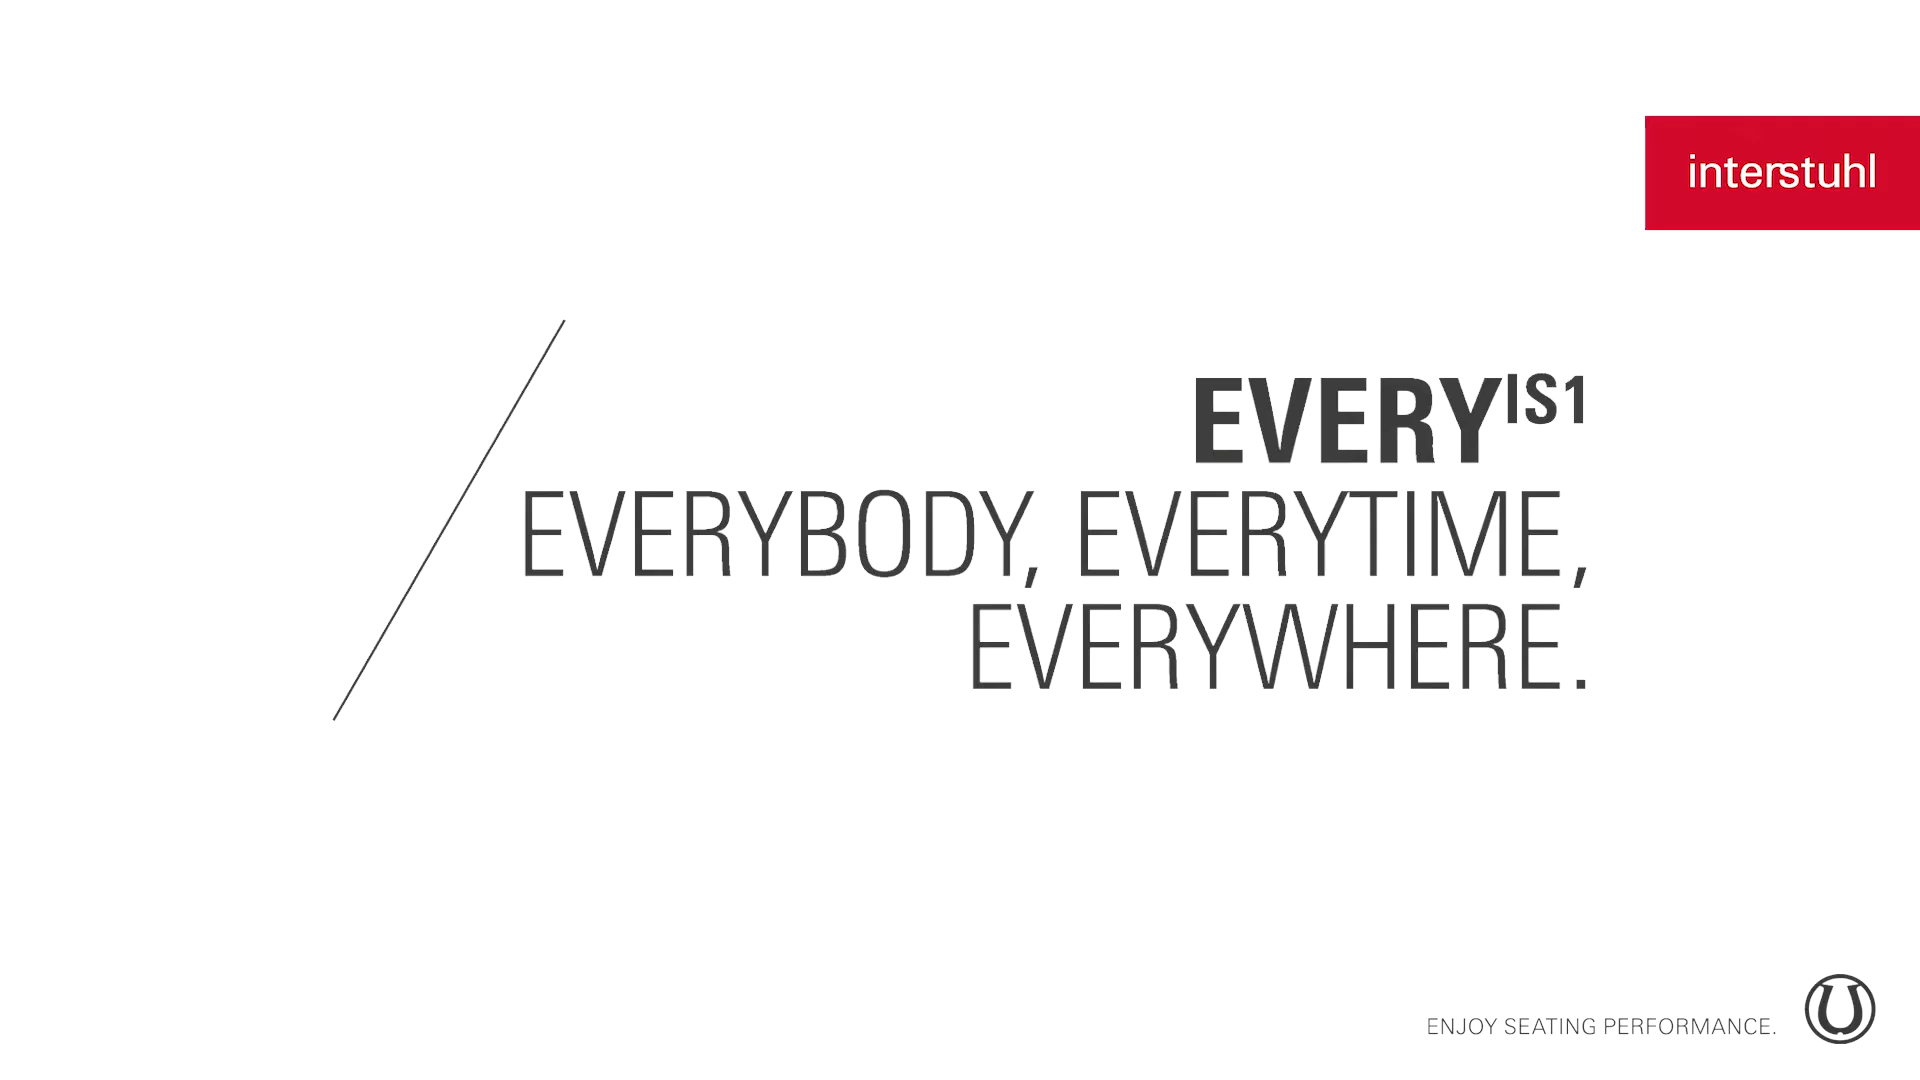 interstuhl
EVERYIS1
EVERYBODY, EVERYTIME,
EVERYWHERE.
ENJOY SEATING PERFORMANCE.